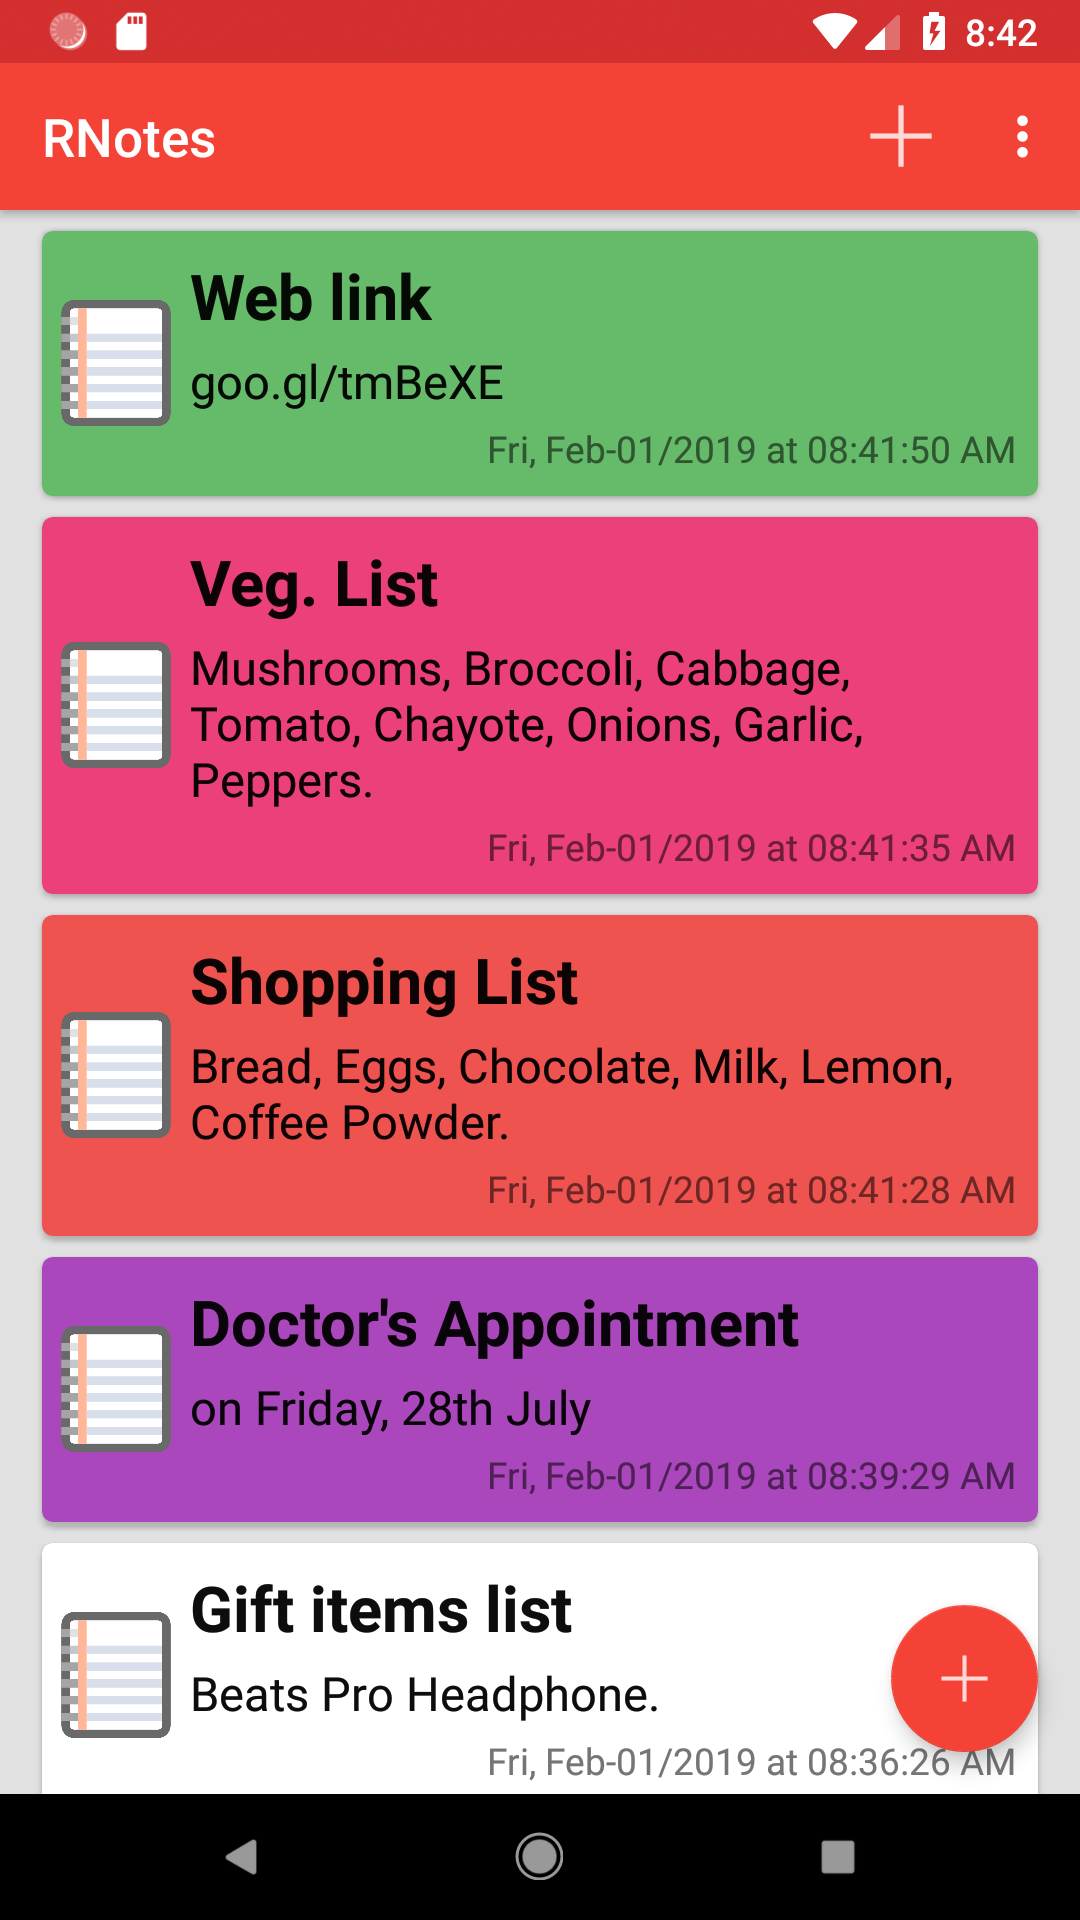 8:42
RNotes
Web link
goo.gl/tmBeXE
Fri, Feb-01/2019 at 08:41:50 AM
Veg. List
Mushrooms, Broccoli, Cabbage,
Tomato, Chayote, Onions, Garlic,
Peppers.
Fri, Feb-01/2019 at 08:41:35 AM
Shopping List
Bread, Eggs, Chocolate, Milk, Lemon,
Coffee Powder.
Fri, Feb-01/2019 at 08:41:28 AM
Doctor's Appointment
on Friday, 28th July
Fri, Feb-01/2019 at 08:39:29 AM
Gift items list
Beats Pro Headphone.
Fri, Feb-01/2019 at 08:36:26 AM